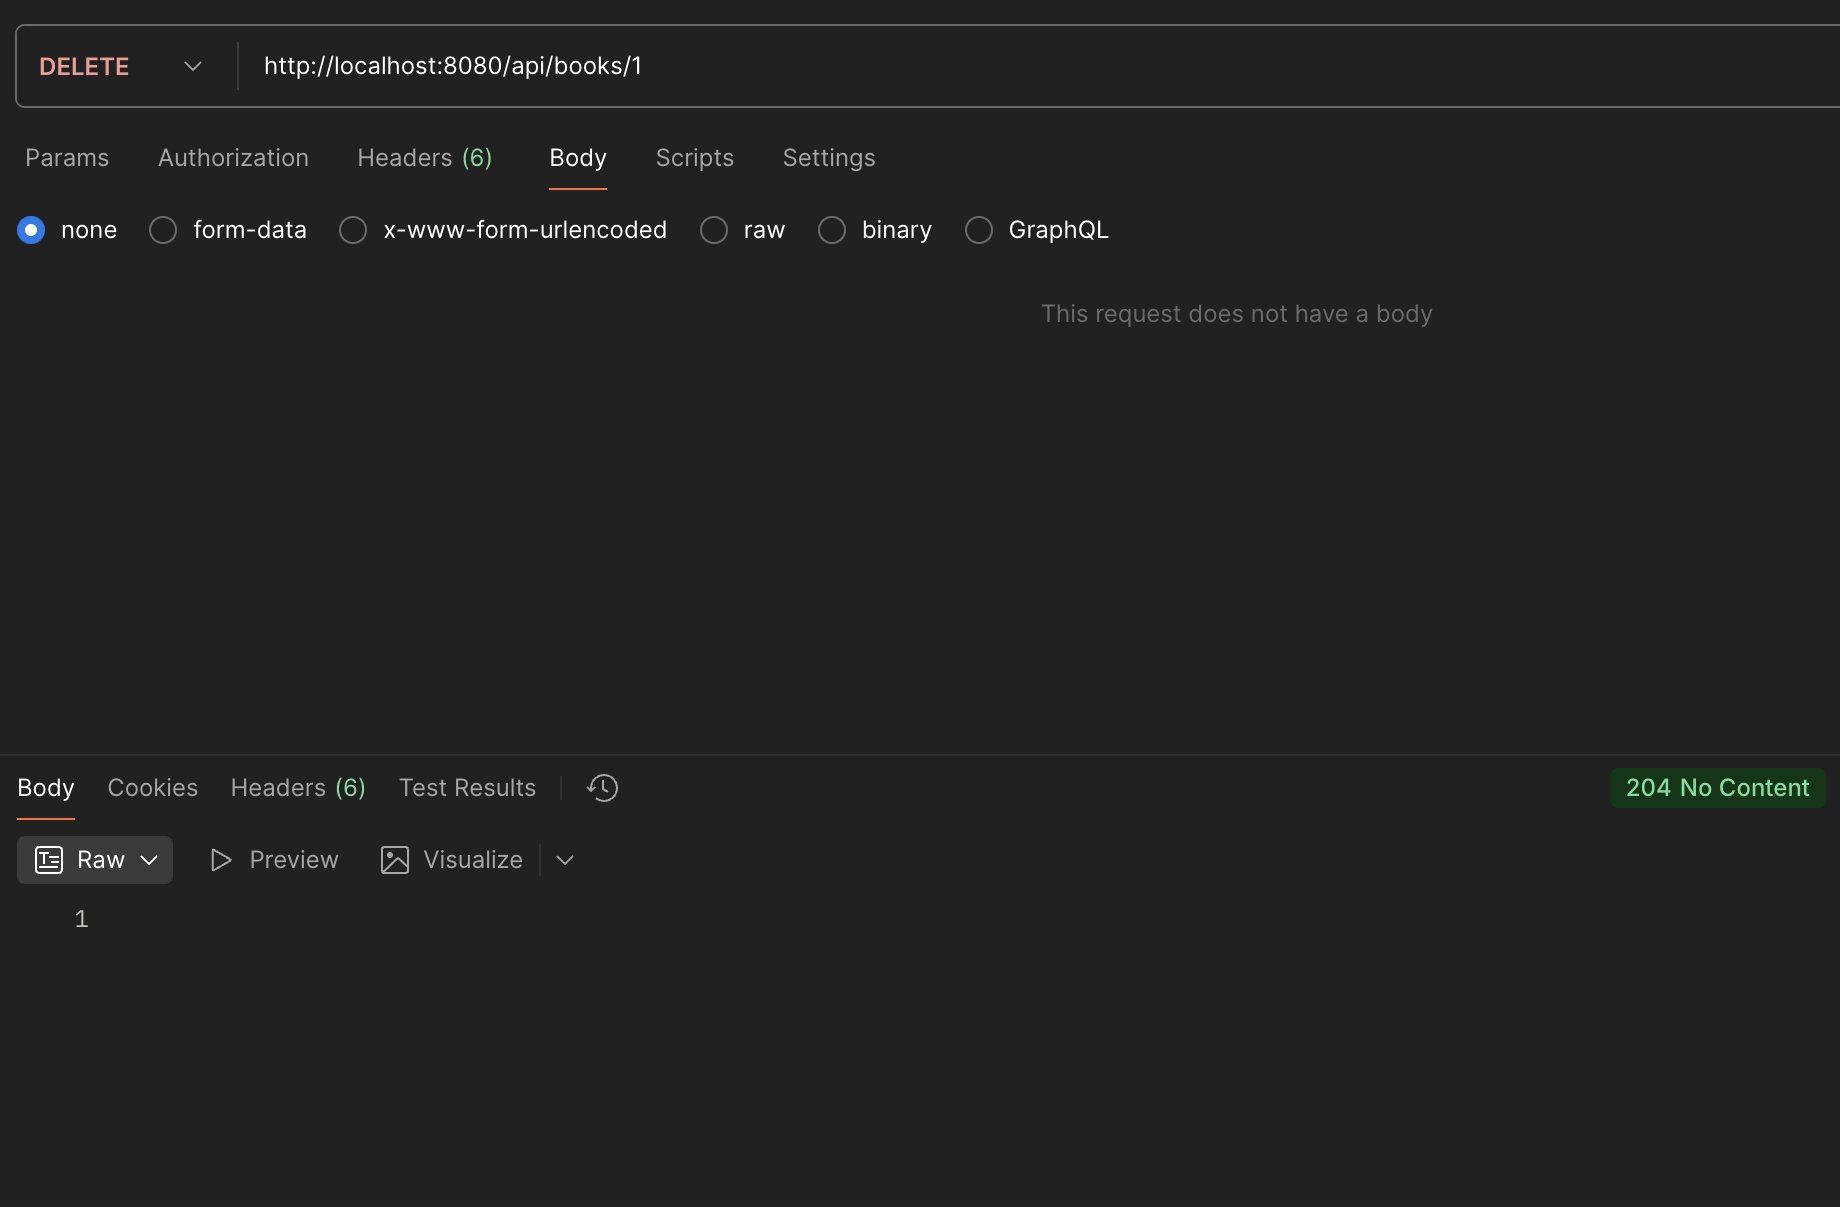 DELETE http://localhost:8080/api/books/1
Params Authorization Headers (6) Body Scripts Settings
none form-data x-www-form-urlencoded raw binary GraphQL
This request does not have a body
Body Cookies Headers (6) Test Results 204 No Content
Raw Preview Visualize
1